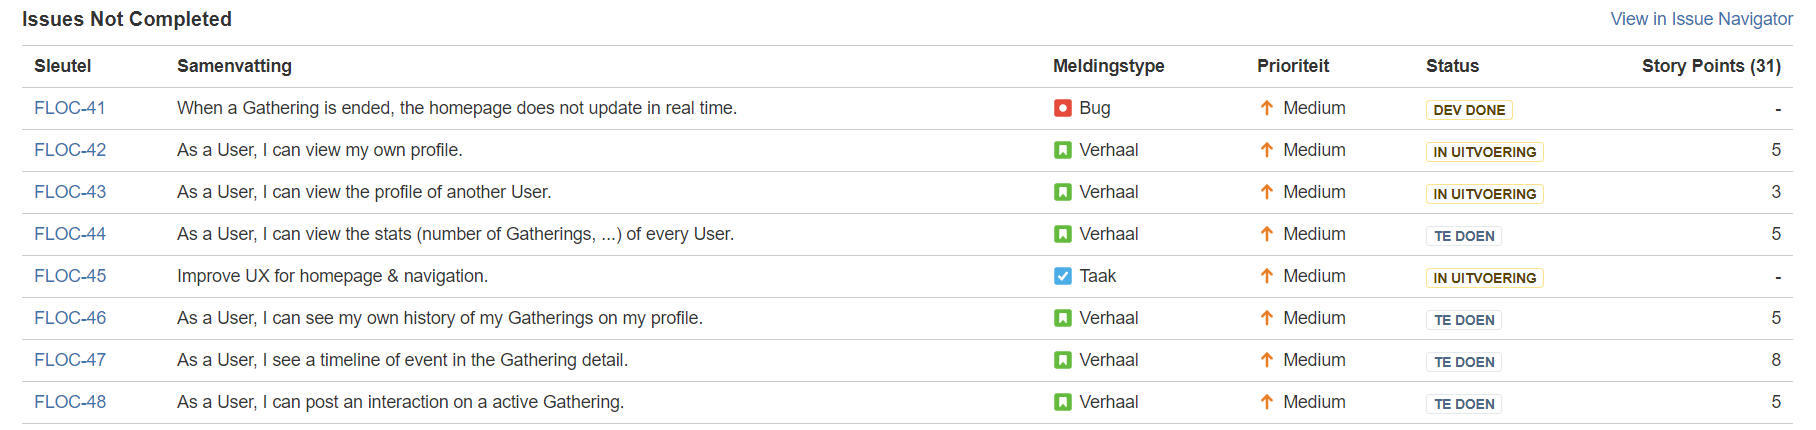 Issues Not Completed View in Issue Navigator
Sleutel Samenvatting Meldingstype Prioriteit Status Story Points (31)
FLOC-41 When a Gathering is ended, the homepage does not update in real time. Bug Medium DEV DONE -
FLOC-42 As a User, I can view my own profile. Verhaal Medium IN UITVOERING 5
FLOC-43 As a User, I can view the profile of another User. Verhaal Medium IN UITVOERING 3
FLOC-44 As a User, I can view the stats (number of Gatherings, ...) of every User. Verhaal Medium TE DOEN 5
FLOC-45 Improve UX for homepage & navigation. Taak Medium IN UITVOERING -
FLOC-46 As a User, I can see my own history of my Gatherings on my profile. Verhaal Medium TE DOEN 5
FLOC-47 As a User, I see a timeline of event in the Gathering detail. Verhaal Medium TE DOEN 8
FLOC-48 As a User, I can post an interaction on a active Gathering. Verhaal Medium TE DOEN 5